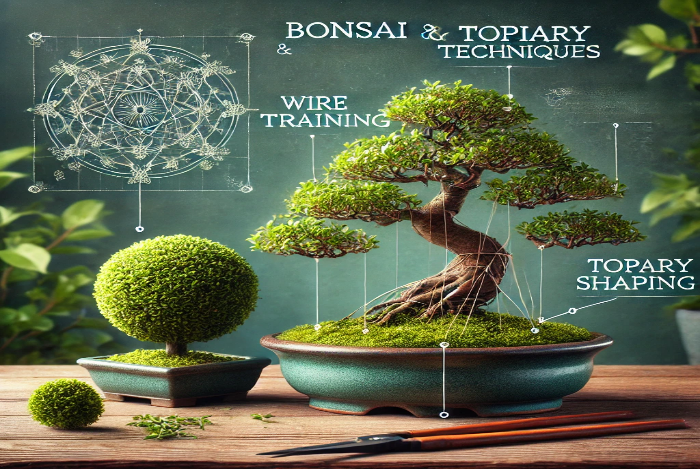 BONSAI & TOPIARY
&
TECHNIQUES
WIRE
TRAINING
TOPARY
SHAPING